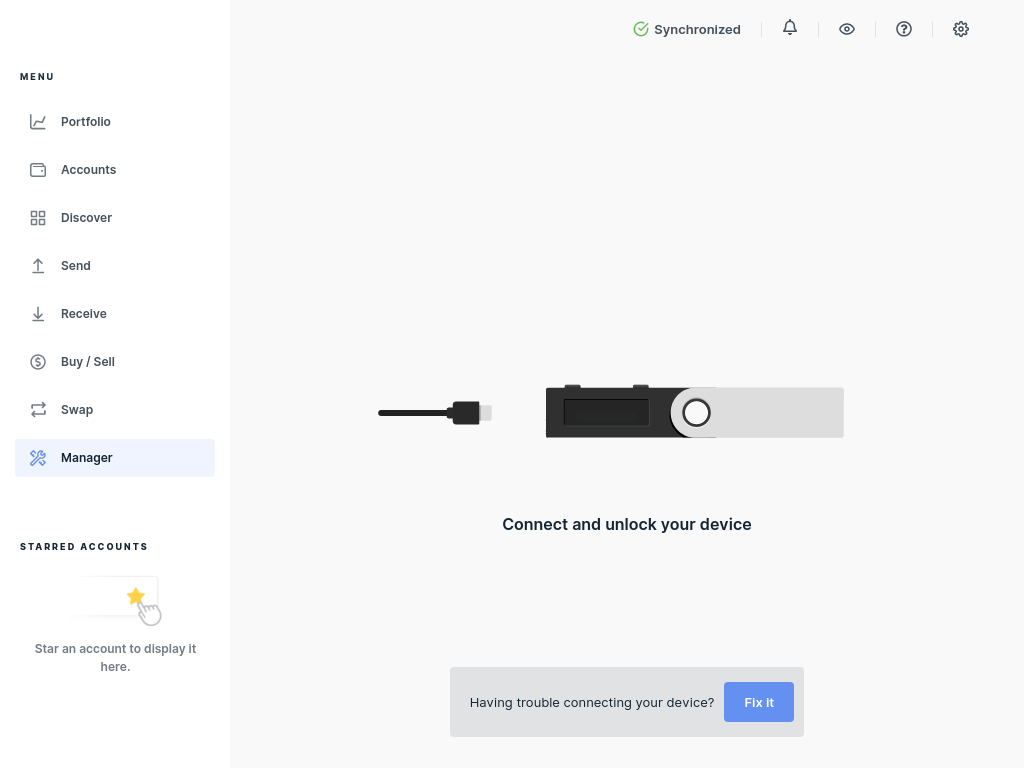 Synchronized
MENU
Portfolio
Accounts
Discover
Send
Receive
Buy / Sell
Swap
Manager
STARRED ACCOUNTS
Star an account to display it
here.
Connect and unlock your device
Having trouble connecting your device?
Fix it